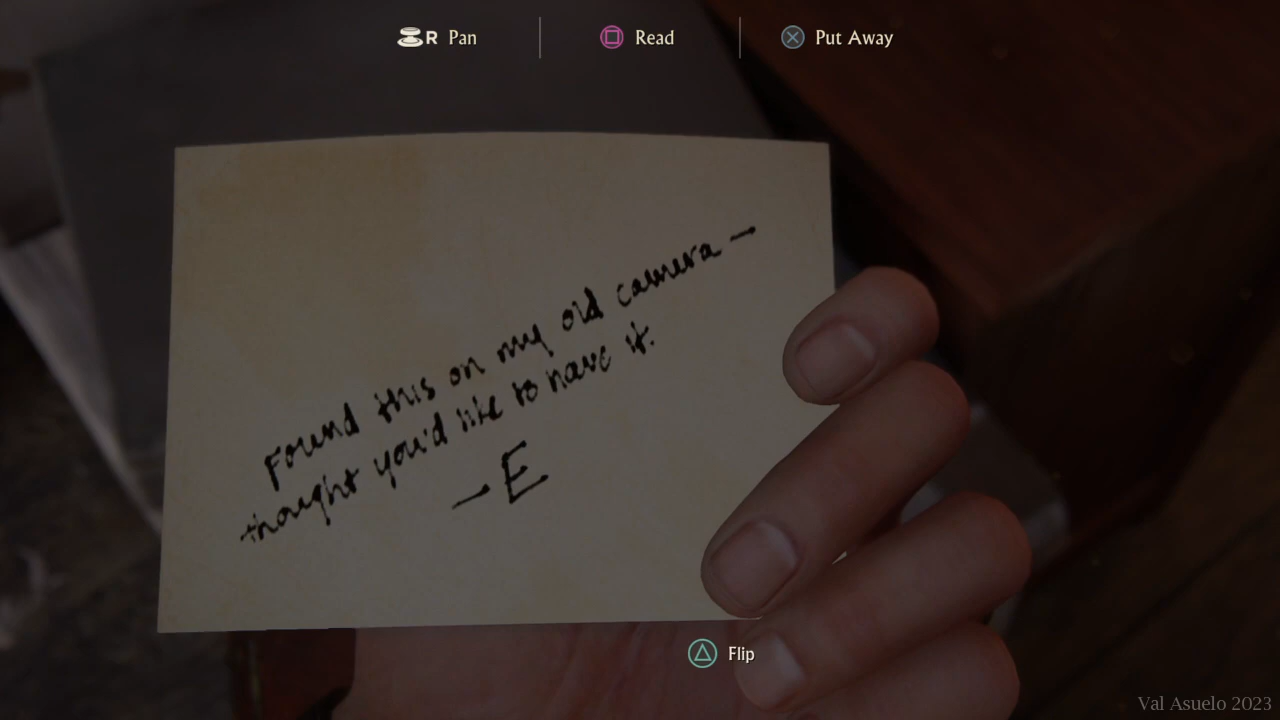 R Pan
Read
Put Away
Found this on my old camera —
thought you'd like to have it.
— E
Flip
Val Asuelo 2023